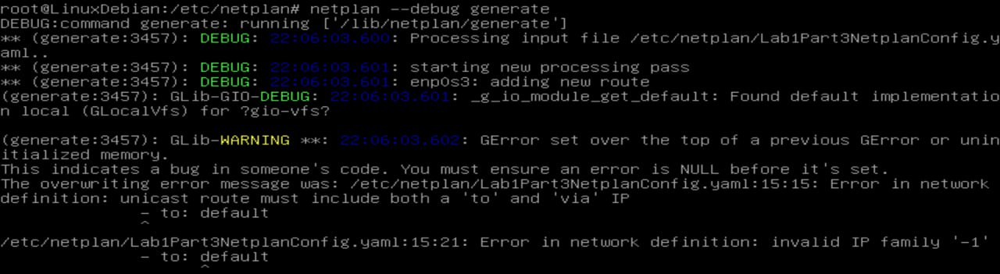 root@LinuxDebian:/etc/netplan# netplan --debug generate
DEBUG:command generate: running ['/lib/netplan/generate']
** (generate:3457): DEBUG: 22:06:03.600: Processing input file /etc/netplan/Lab1Part3NetplanConfig.y
aml..
** (generate:3457): DEBUG: 22:06:03.601: starting new processing pass
** (generate:3457): DEBUG: 22:06:03.601: enp0s3: adding new route
(generate:3457): GLib-GIO-DEBUG: 22:06:03.601: _g_io_module_get_default: Found default implementatio
n local (GLocalVfs) for ?gio-vfs?
(generate:3457): GLib-WARNING **: 22:06:03.602: GError set over the top of a previous GError or unin
itialized memory.
This indicates a bug in someone's code. You must ensure an error is NULL before it's set.
The overwriting error message was: /etc/netplan/Lab1Part3NetplanConfig.yaml:15:15: Error in network
definition: unicast route must include both a 'to' and 'via' IP
- to: default
^
/etc/netplan/Lab1Part3NetplanConfig.yaml:15:21: Error in network definition: invalid IP family '-1'
- to: default
^